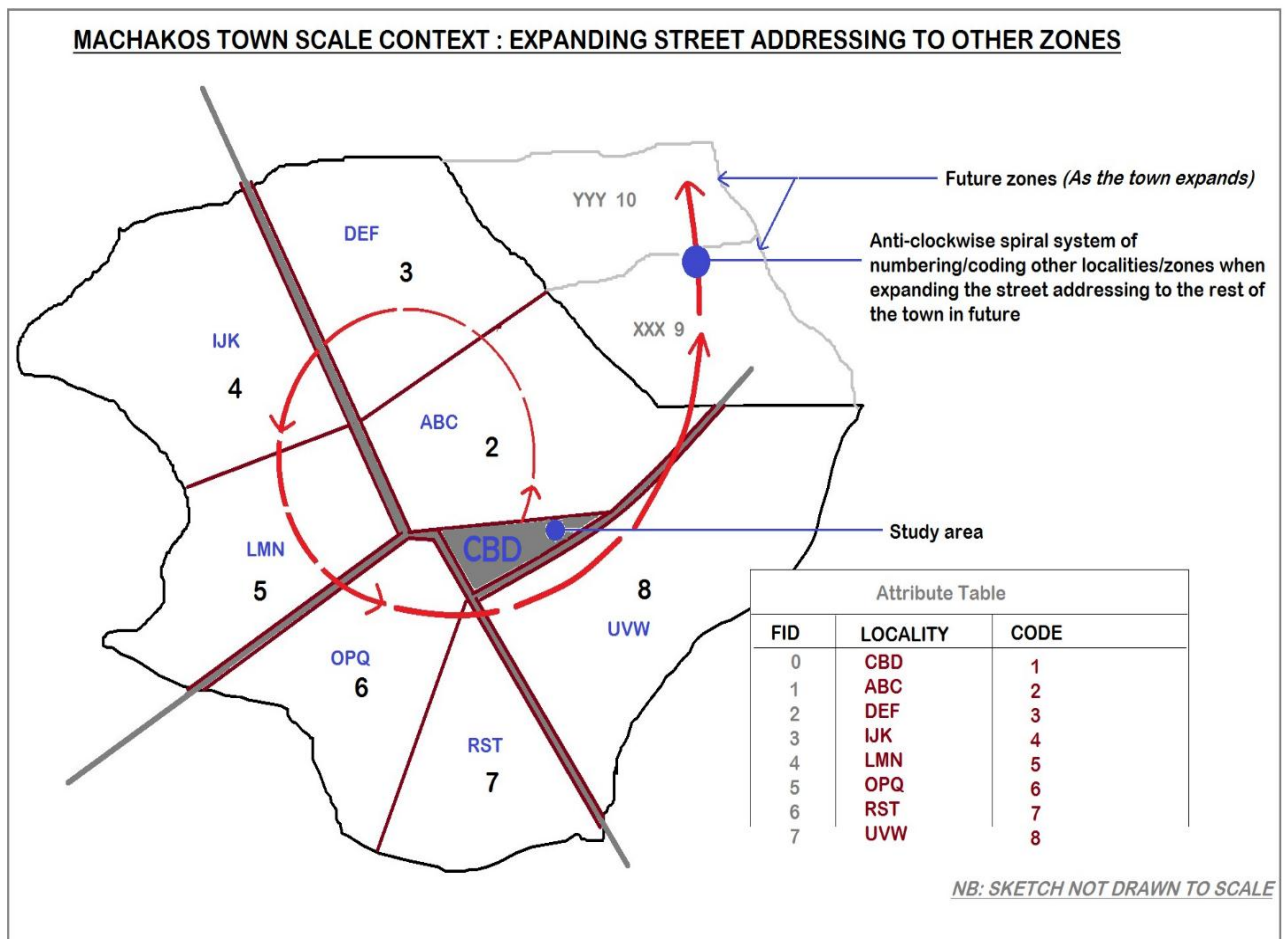 MACHAKOS TOWN SCALE CONTEXT : EXPANDING STREET ADDRESSING TO OTHER ZONES
YYY 10
Future zones (As the town expands)
DEF
3
Anti-clockwise spiral system of
numbering/coding other localities/zones when
expanding the street addressing to the rest of
the town in future
XXX 9
IJK
4
ABC
2
CBD
Study area
LMN
5
8
UVW
OPQ
6
RST
7
Attribute Table
FID LOCALITY CODE
0 CBD 1
1 ABC 2
2 DEF 3
3 IJK 4
4 LMN 5
5 OPQ 6
6 RST 7
7 UVW 8
NB: SKETCH NOT DRAWN TO SCALE